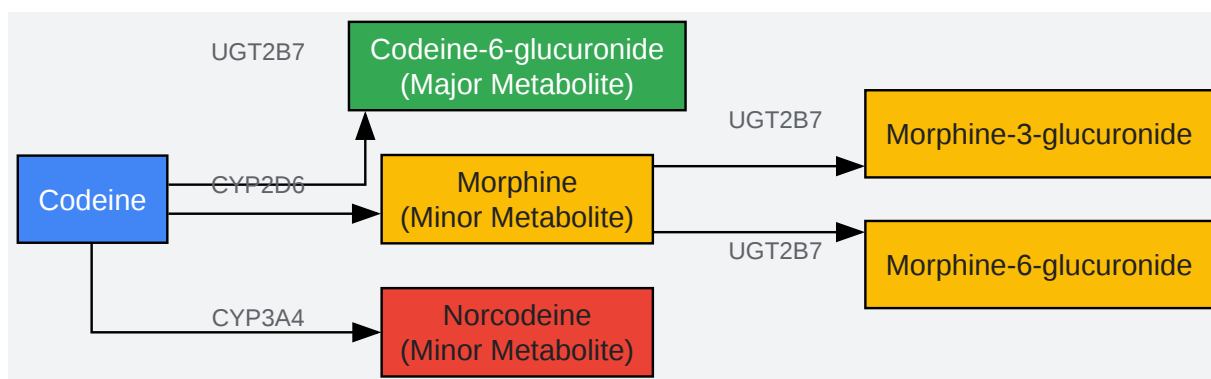 UGT2B7
Codeine-6-glucuronide
(Major Metabolite)
UGT2B7
Morphine-3-glucuronide
Codeine
CYP2D6
Morphine
(Minor Metabolite)
UGT2B7
Morphine-6-glucuronide
CYP3A4
Norcodeine
(Minor Metabolite)